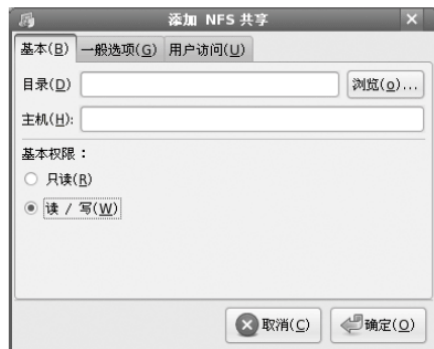 添加 NFS 共享
基本(B) 一般选项(G) 用户访问(U)
目录(D) 浏览(o)...
主机(H):
基本权限：
只读(R)
读 / 写(W)
取消(C) 确定(O)